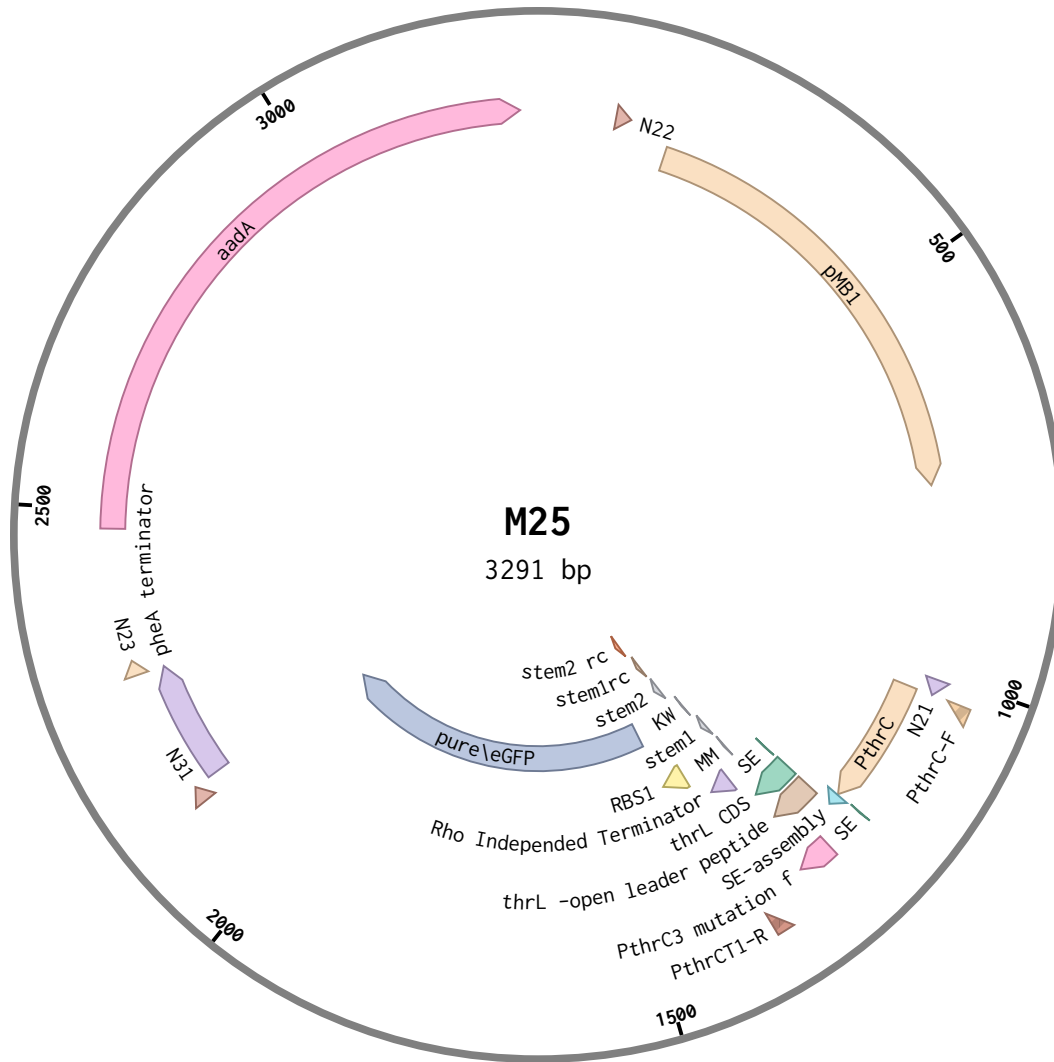 M25
3291 bp
N22
pMB1
500
1000
N21
PthrC-F
PthrC
SE
SE-assembly
PthrC3 mutation f
PthrCT1-R
thrL -open leader peptide
thrL CDS
SE
Rho Independent Terminator
MM
RBS1
stem1
KW
stem2
stem1rc
stem2 rc
1500
pure\eGFP
2000
N31
pheA terminator
N23
2500
aadA
3000